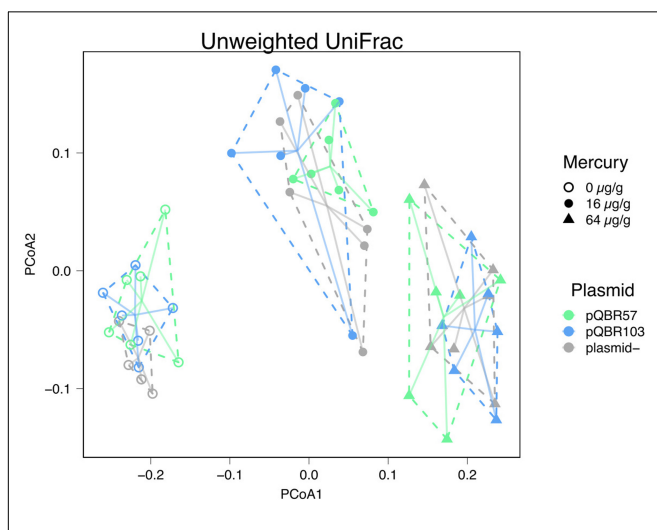 Unweighted UniFrac
PCoA2
0.1
0.0
−0.1
−0.2
−0.1
0.0
0.1
0.2
PCoA1
Mercury
0 µg/g
16 µg/g
64 µg/g
Plasmid
pQBR57
pQBR103
plasmid−